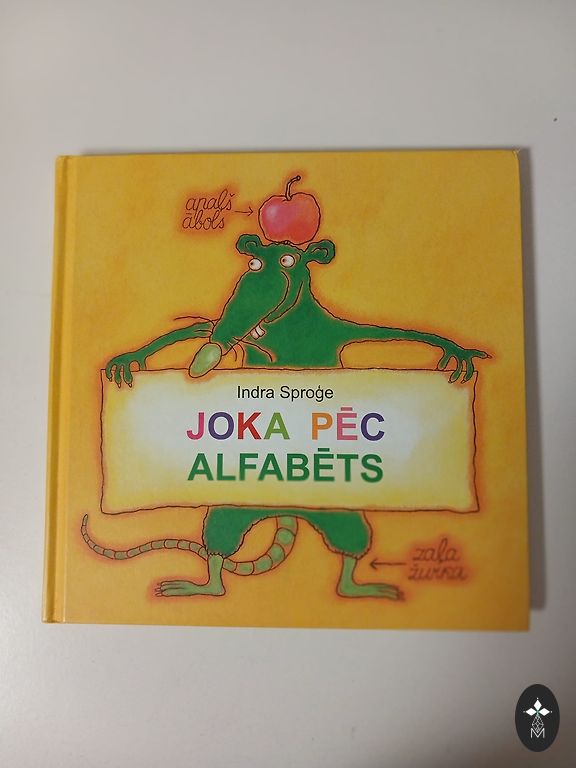 apaļš
ābols
Indra Sproģe
JOKA PĒC
ALFABĒTS
zaļa
žurka
M